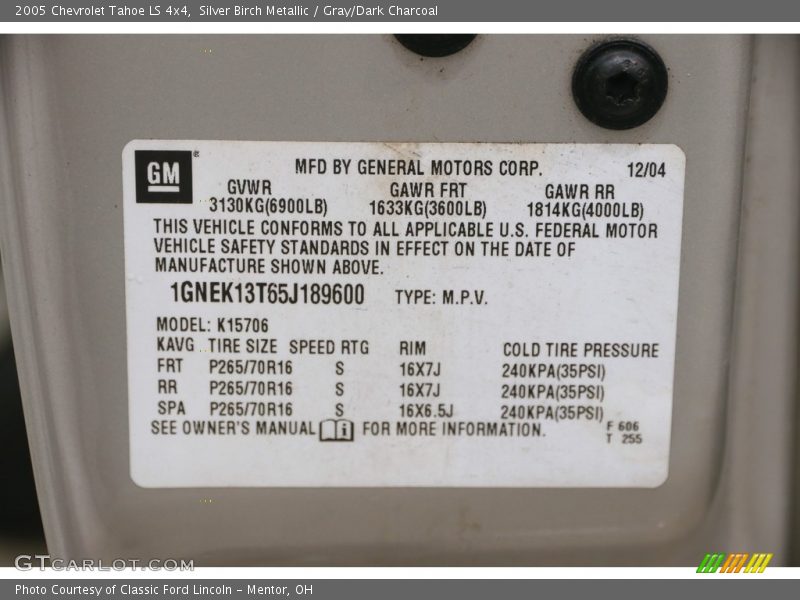 2005 Chevrolet Tahoe LS 4x4, Silver Birch Metallic / Gray/Dark Charcoal
GM®
MFD BY GENERAL MOTORS CORP. 12/04
GVWR GAWR FRT GAWR RR
3130KG(6900LB) 1633KG(3600LB) 1814KG(4000LB)
THIS VEHICLE CONFORMS TO ALL APPLICABLE U.S. FEDERAL MOTOR
VEHICLE SAFETY STANDARDS IN EFFECT ON THE DATE OF
MANUFACTURE SHOWN ABOVE.
1GNEK13T65J189600 TYPE: M.P.V.
MODEL: K15706
KAVG TIRE SIZE SPEED RTG RIM COLD TIRE PRESSURE
FRT P265/70R16 S 16X7J 240KPA(35PSI)
RR P265/70R16 S 16X7J 240KPA(35PSI)
SPA P265/70R16 S 16X6.5J 240KPA(35PSI)
SEE OWNER'S MANUAL i FOR MORE INFORMATION.
F 606
T 255
GTCARLOT.COM
Photo Courtesy of Classic Ford Lincoln - Mentor, OH